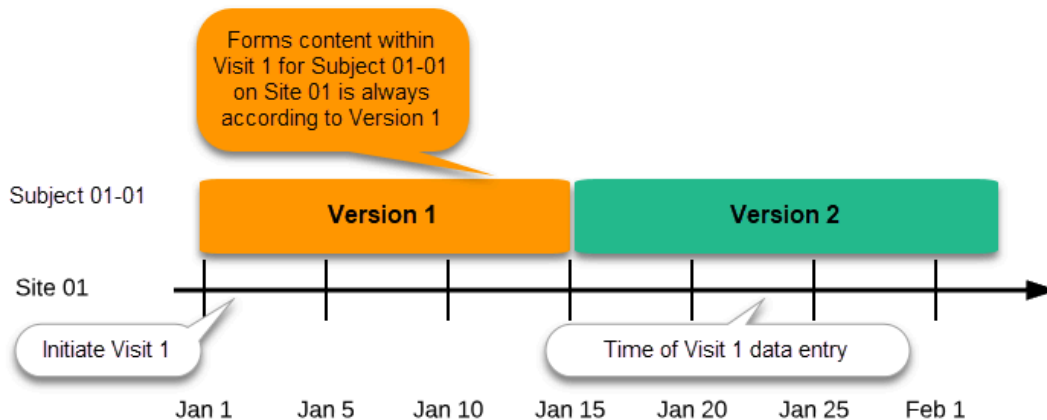 Forms content within
Visit 1 for Subject 01-01
on Site 01 is always
according to Version 1
Subject 01-01
Version 1
Version 2
Site 01
Initiate Visit 1
Time of Visit 1 data entry
Jan 1
Jan 5
Jan 10
Jan 15
Jan 20
Jan 25
Feb 1